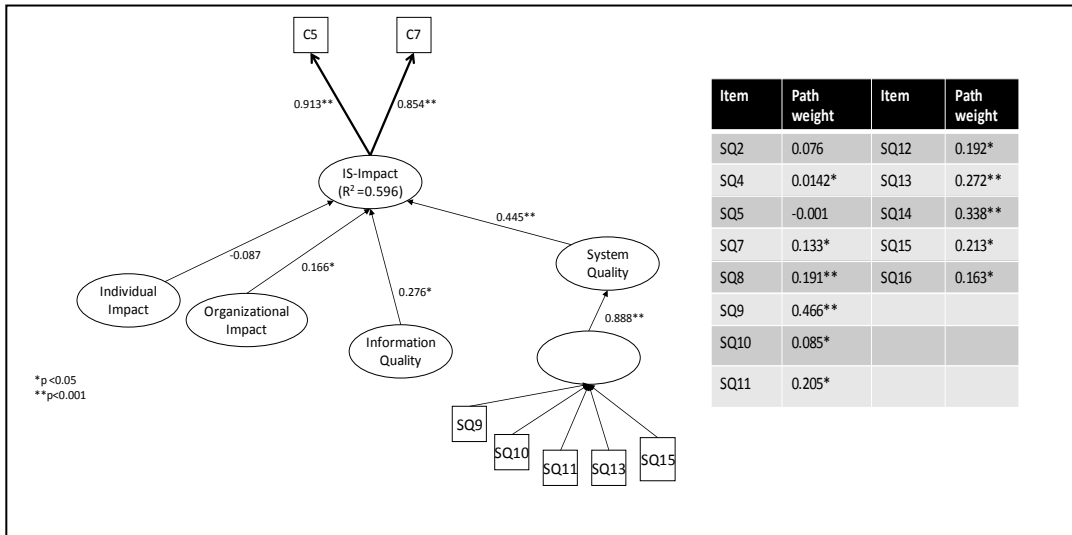 C5
C7
0.913**
0.854**
IS-Impact
(R² =0.596)
0.445**
System
Quality
-0.087
0.166*
0.276*
0.888**
Individual
Impact
Organizational
Impact
Information
Quality
*p <0.05
**p<0.001
SQ9
SQ10
SQ11
SQ13
SQ15
Item Path weight Item Path weight
SQ2 0.076 SQ12 0.192*
SQ4 0.0142* SQ13 0.272**
SQ5 -0.001 SQ14 0.338**
SQ7 0.133* SQ15 0.213*
SQ8 0.191** SQ16 0.163*
SQ9 0.466**
SQ10 0.085*
SQ11 0.205*